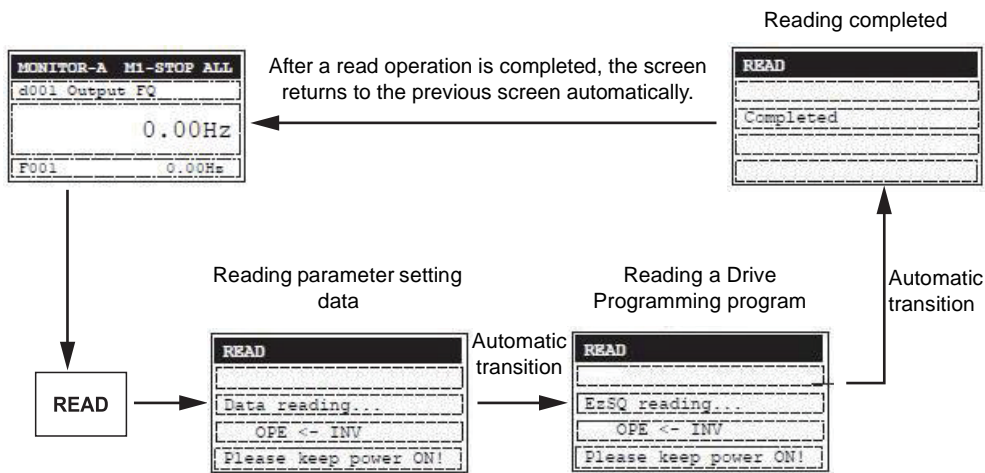 Reading completed
MONITOR-A M1-STOP ALL
d001 Output FQ
0.00Hz
F001 0.00Hz
After a read operation is completed, the screen
returns to the previous screen automatically.
READ
Completed
Reading parameter setting
data
Reading a Drive
Programming program
Automatic
transition
READ
READ
Data reading...
OPE <- INV
Please keep power ON!
Automatic
transition
READ
EzSQ reading...
OPE <- INV
Please keep power ON!